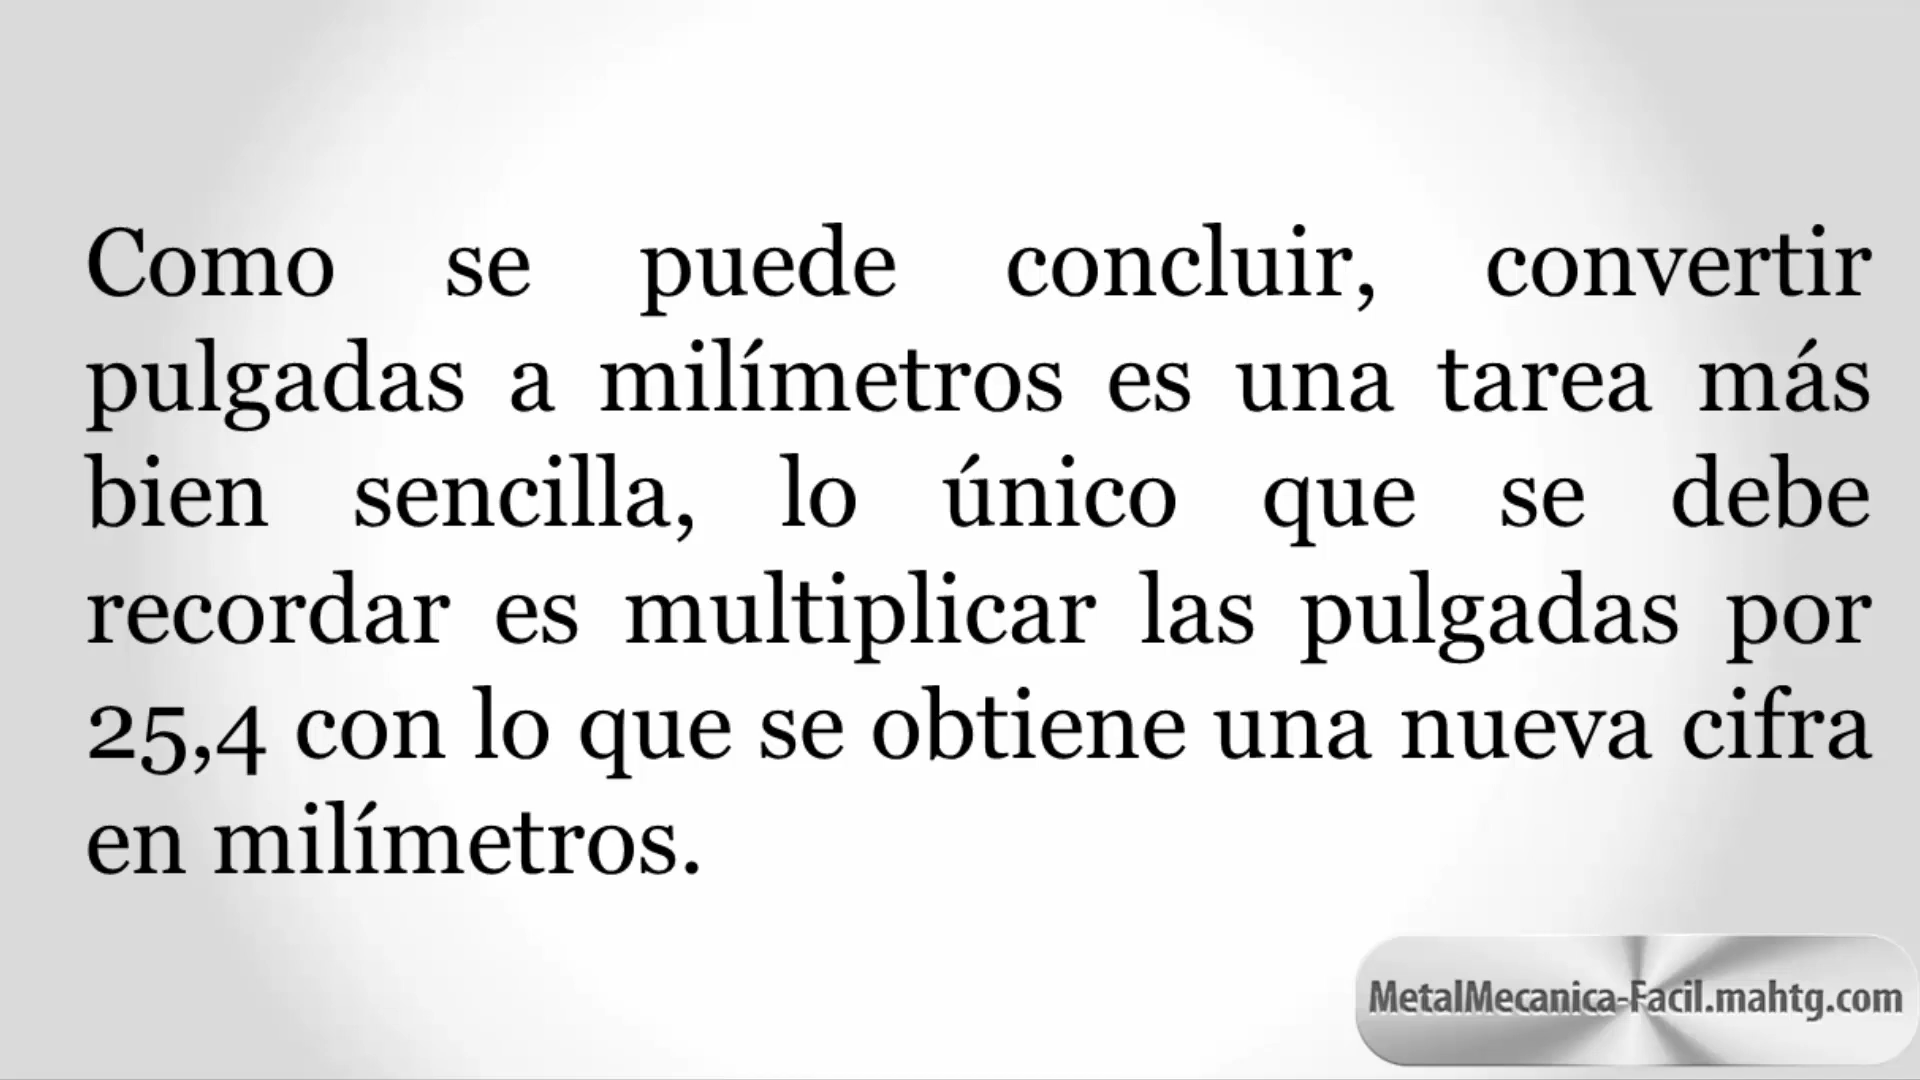 Como se puede concluir, convertir
pulgadas a milímetros es una tarea más
bien sencilla, lo único que se debe
recordar es multiplicar las pulgadas por
25,4 con lo que se obtiene una nueva cifra
en milímetros.
MetalMecanica-Facil.mahtg.com